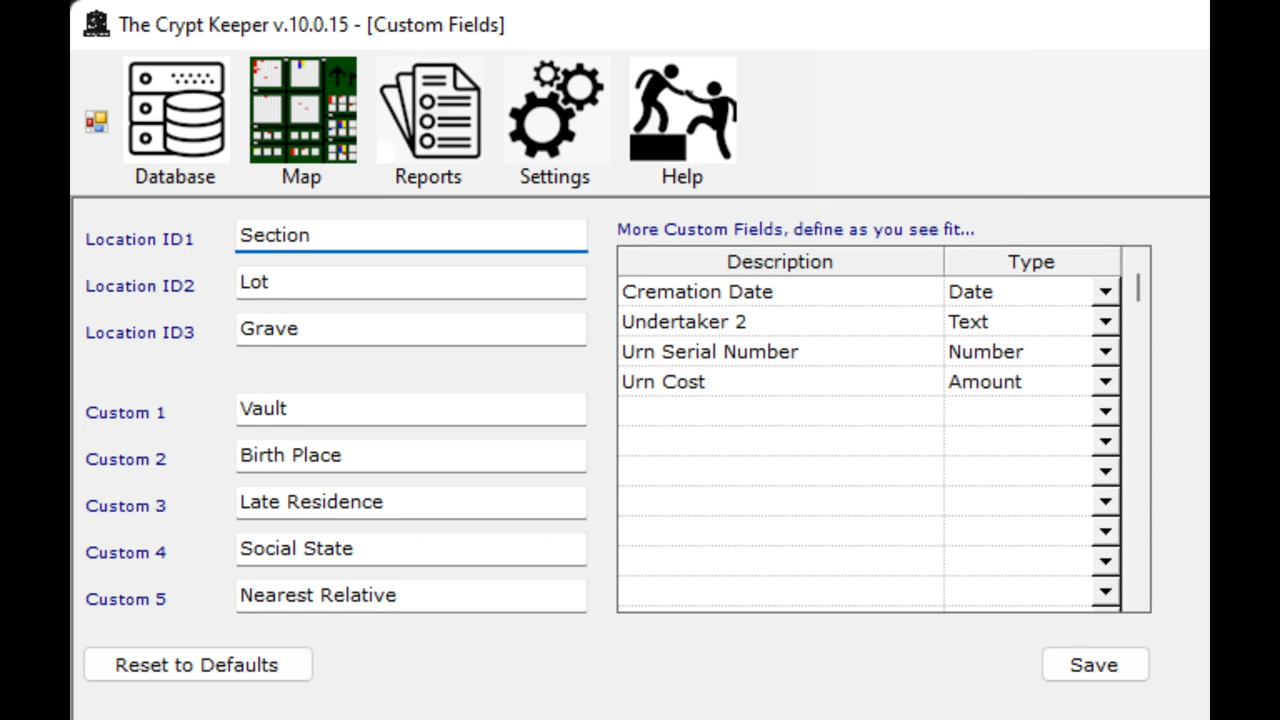 The Crypt Keeper v.10.0.15 - [Custom Fields]
Database Map Reports Settings Help
Location ID1 Section
Location ID2 Lot
Location ID3 Grave
Custom 1 Vault
Custom 2 Birth Place
Custom 3 Late Residence
Custom 4 Social State
Custom 5 Nearest Relative
More Custom Fields, define as you see fit...
Description Type
Cremation Date Date
Undertaker 2 Text
Urn Serial Number Number
Urn Cost Amount
Reset to Defaults Save